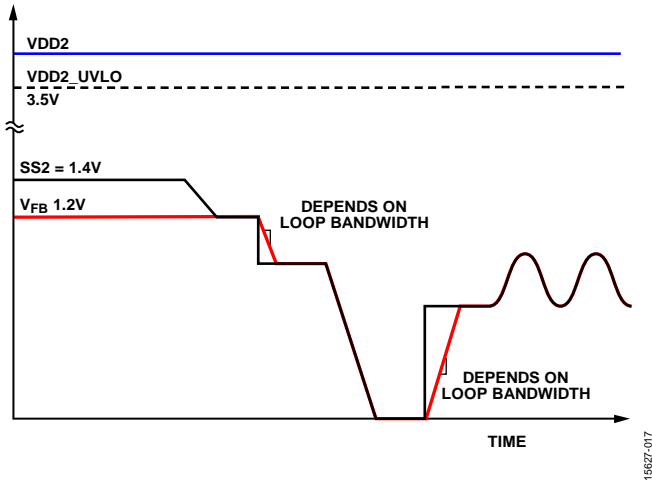 VDD2
VDD2_UVLO
3.5V
SS2 = 1.4V
VFB 1.2V
DEPENDS ON
LOOP BANDWIDTH
DEPENDS ON
LOOP BANDWIDTH
TIME
15627-017